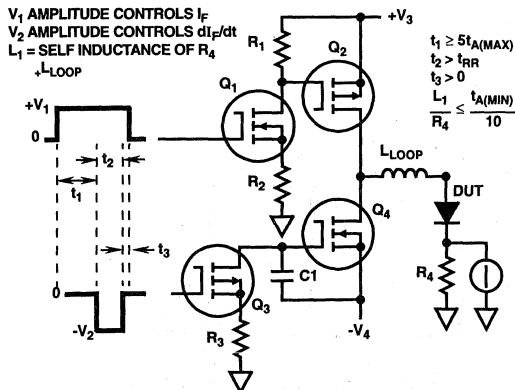 V1 AMPLITUDE CONTROLS IF
V2 AMPLITUDE CONTROLS dIF/dt
L1 = SELF INDUCTANCE OF R4
+LLOOP
+V3
R1
Q2
t1 ≥ 5tA(MAX)
t2 > tRR
t3 > 0
L1/R4 ≤ tA(MIN)/10
Q1
+V1
0
t2
t1
t3
R2
LLOOP
DUT
Q4
R4
C1
0
-V2
Q3
R3
-V4